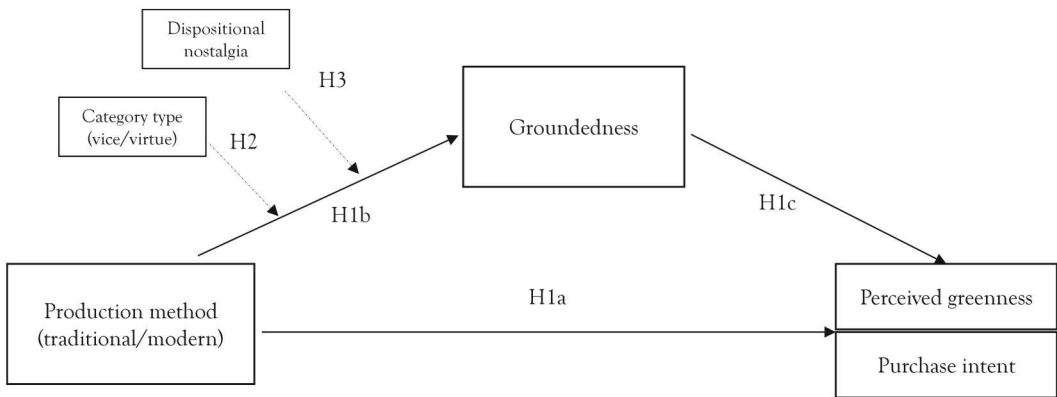 Dispositional
nostalgia
H3
Category type
(vice/virtue)
H2
Groundedness
H1b
H1c
Production method
(traditional/modern)
H1a
Perceived greenness
Purchase intent